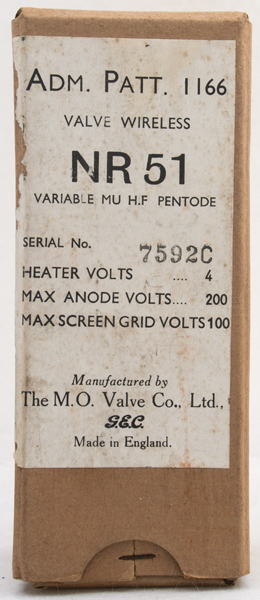 ADM. PATT. 1166
VALVE WIRELESS
NR 51
VARIABLE MU H.F PENTODE
SERIAL No. 7592C
HEATER VOLTS .... 4
MAX ANODE VOLTS.... 200
MAX SCREEN GRID VOLTS 100
Manufactured by
The M.O. Valve Co., Ltd.,
G.E.C.
Made in England.